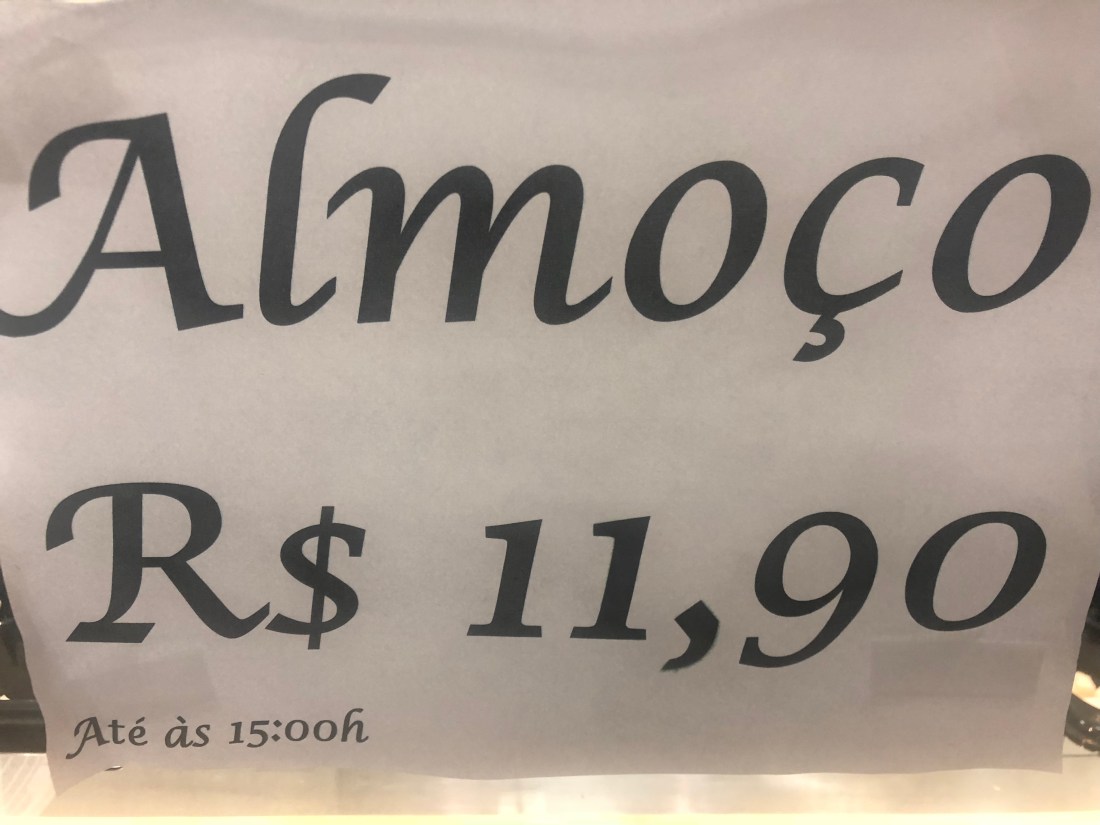 Almoço
R$ 11,90
Até às 15:00h